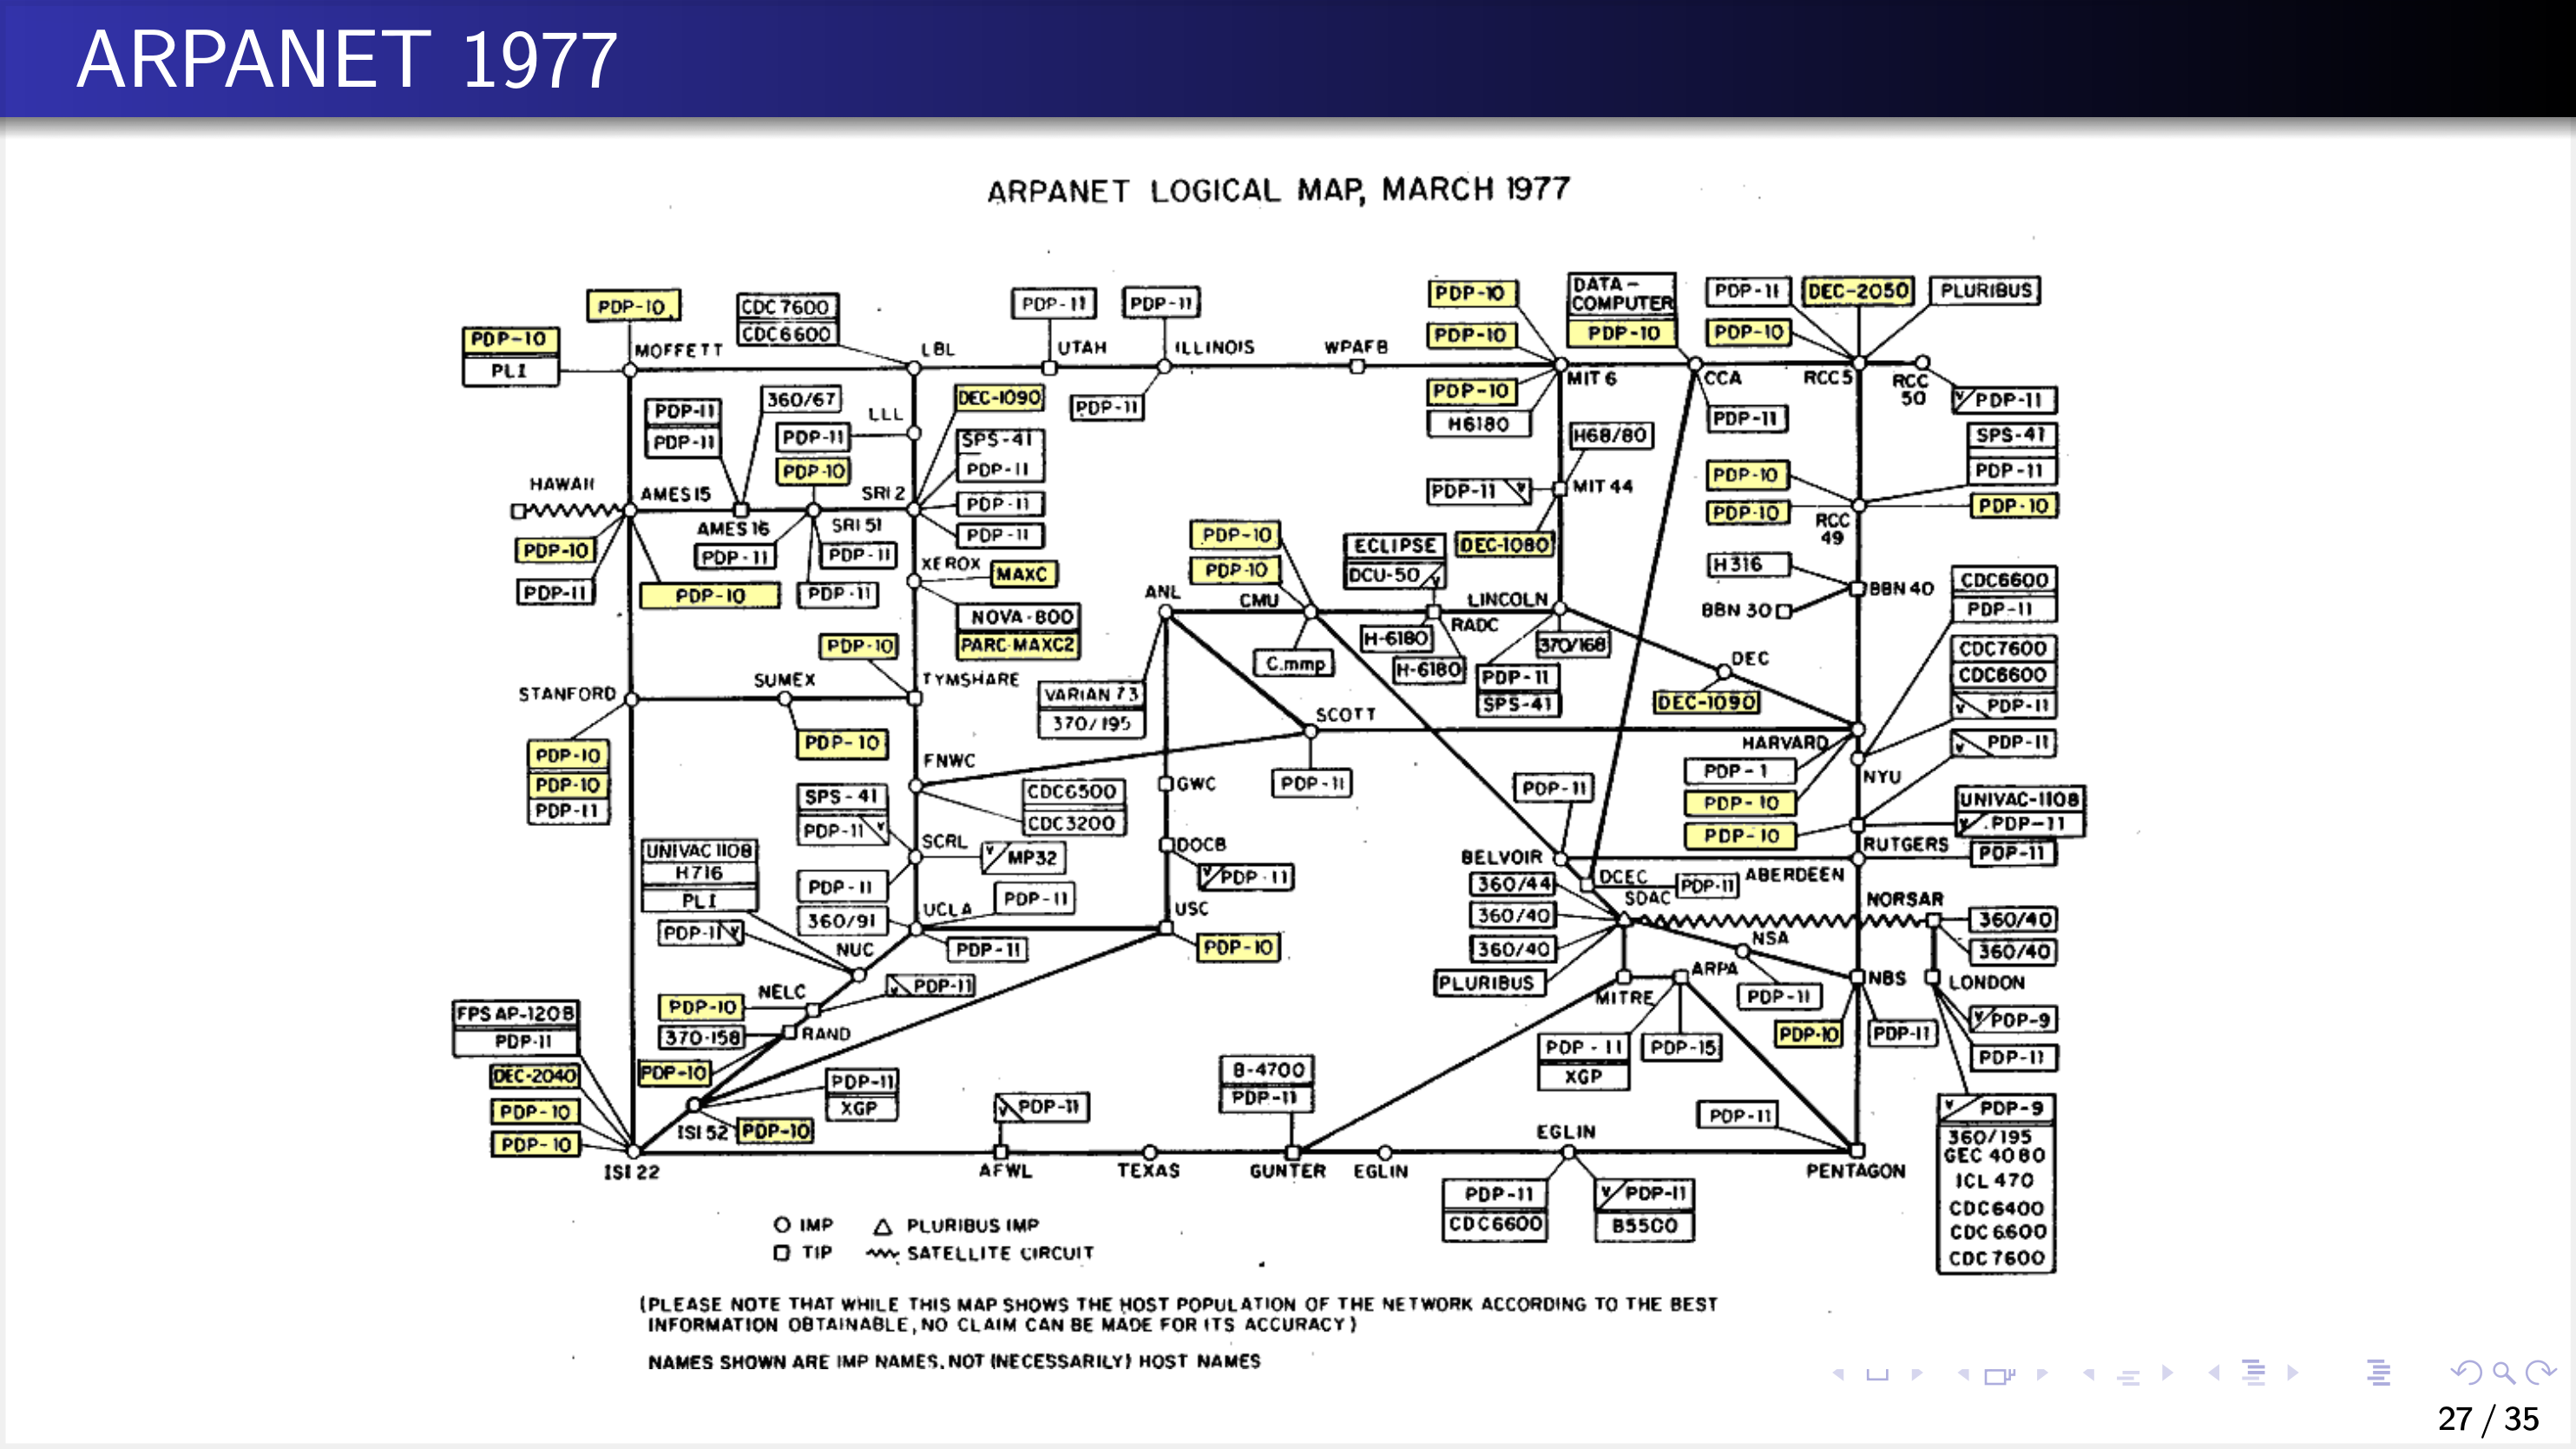 ARPANET 1977
ARPANET LOGICAL MAP, MARCH 1977
PDP-10
PLI
PDP-10
MOFFETT
CDC 7600
CDC6600
LBL
PDP-11
UTAH
PDP-11
ILLINOIS
PDP-11
WPAFB
PDP-10
PDP-10
PDP-10
H6180
MIT 6
DATA-
COMPUTER
PDP-10
CCA
PDP-11
PDP-11
PDP-10
DEC-2050
PLURIBUS
RCC5
RCC
50
V PDP-11
PDP-11
PDP-11
360/67
LLL
PDP-11
PDP-10
DEC-1090
SPS-41
PDP-11
PDP-11
PDP-11
SRI 2
HAWAII
AMES15
AMES 16
SRI 51
PDP-10
PDP-11
PDP-10
PDP-11
PDP-11
PDP-11
XEROX
MAXC
NOVA-800
PARC-MAXC2
H68/80
PDP-11 V
MIT 44
DEC-1080
PDP-10
PDP-10
RCC
49
SPS-41
PDP-11
PDP-10
H316
BBN 40
BBN 30
PDP-10
PDP-10
CMU
C.mmp
ANL
VARIAN 73
370/195
ECLIPSE
DCU-50 V
RADC
H-6180
H-6180
LINCOLN
370/168
PDP-11
SPS-41
DEC
DEC-1090
CDC6600
PDP-11
CDC7600
CDC6600
V PDP-11
V PDP-11
STANFORD
SUMEX
TYMSHARE
PDP-10
PDP-10
PDP-10
PDP-10
PDP-11
SCOTT
PDP-11
HARVARD
PDP-1
PDP-10
NYU
PDP-10
RUTGERS
UNIVAC-1108
V PDP-11
PDP-11
FNWC
CDC6500
CDC3200
GWC
SPS-41
PDP-11 V
SCRL
V MP32
PDP-11
DOCB
V PDP-11
UNIVAC 1108
H716
PLI
PDP-11 V
360/91
UCLA
PDP-11
PDP-11
NUC
USC
PDP-10
PDP-11
BELVOIR
DCEC
PDP-11
ABERDEEN
SDAC
360/44
360/40
360/40
PLURIBUS
NORSAR
360/40
360/40
NSA
PDP-11
NBS
PDP-10
PDP-11
LONDON
V PDP-9
PDP-11
V PDP-9
360/195
GEC 4080
ICL 470
CDC6400
CDC 6600
CDC 7600
NELC
PDP-10
V PDP-11
RAND
370-158
PDP-10
MITRE
ARPA
PDP-11
XGP
PDP-15
FPS AP-120B
PDP-11
DEC-2040
PDP-10
PDP-10
ISI 22
ISI 52
PDP-10
PDP-11
XGP
V PDP-11
AFWL
TEXAS
B-4700
PDP-11
GUNTER
EGLIN
EGLIN
PDP-11
CDC6600
V PDP-11
B5500
PDP-11
PENTAGON
IMP
PLURIBUS IMP
TIP
SATELLITE CIRCUIT
(PLEASE NOTE THAT WHILE THIS MAP SHOWS THE HOST POPULATION OF THE NETWORK ACCORDING TO THE BEST
INFORMATION OBTAINABLE, NO CLAIM CAN BE MADE FOR ITS ACCURACY)
NAMES SHOWN ARE IMP NAMES, NOT (NECESSARILY) HOST NAMES
27 / 35